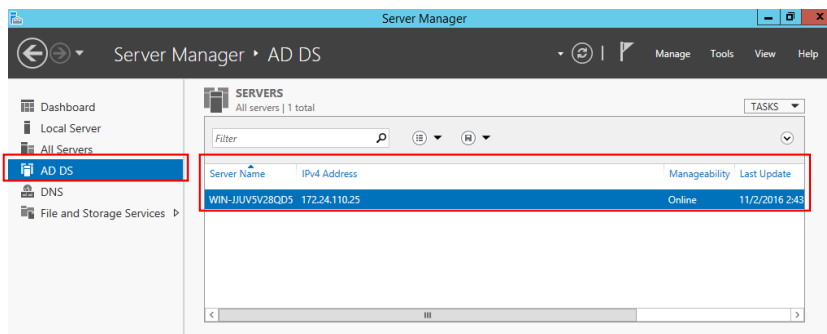 Server Manager
Server Manager ‣ AD DS
Manage Tools View Help
Dashboard
Local Server
All Servers
AD DS
DNS
File and Storage Services
SERVERS
All servers | 1 total
TASKS
Filter
Server Name IPv4 Address Manageability Last Update
WIN-JJUV5V28QD5 172.24.110.25 Online 11/2/2016 2:43